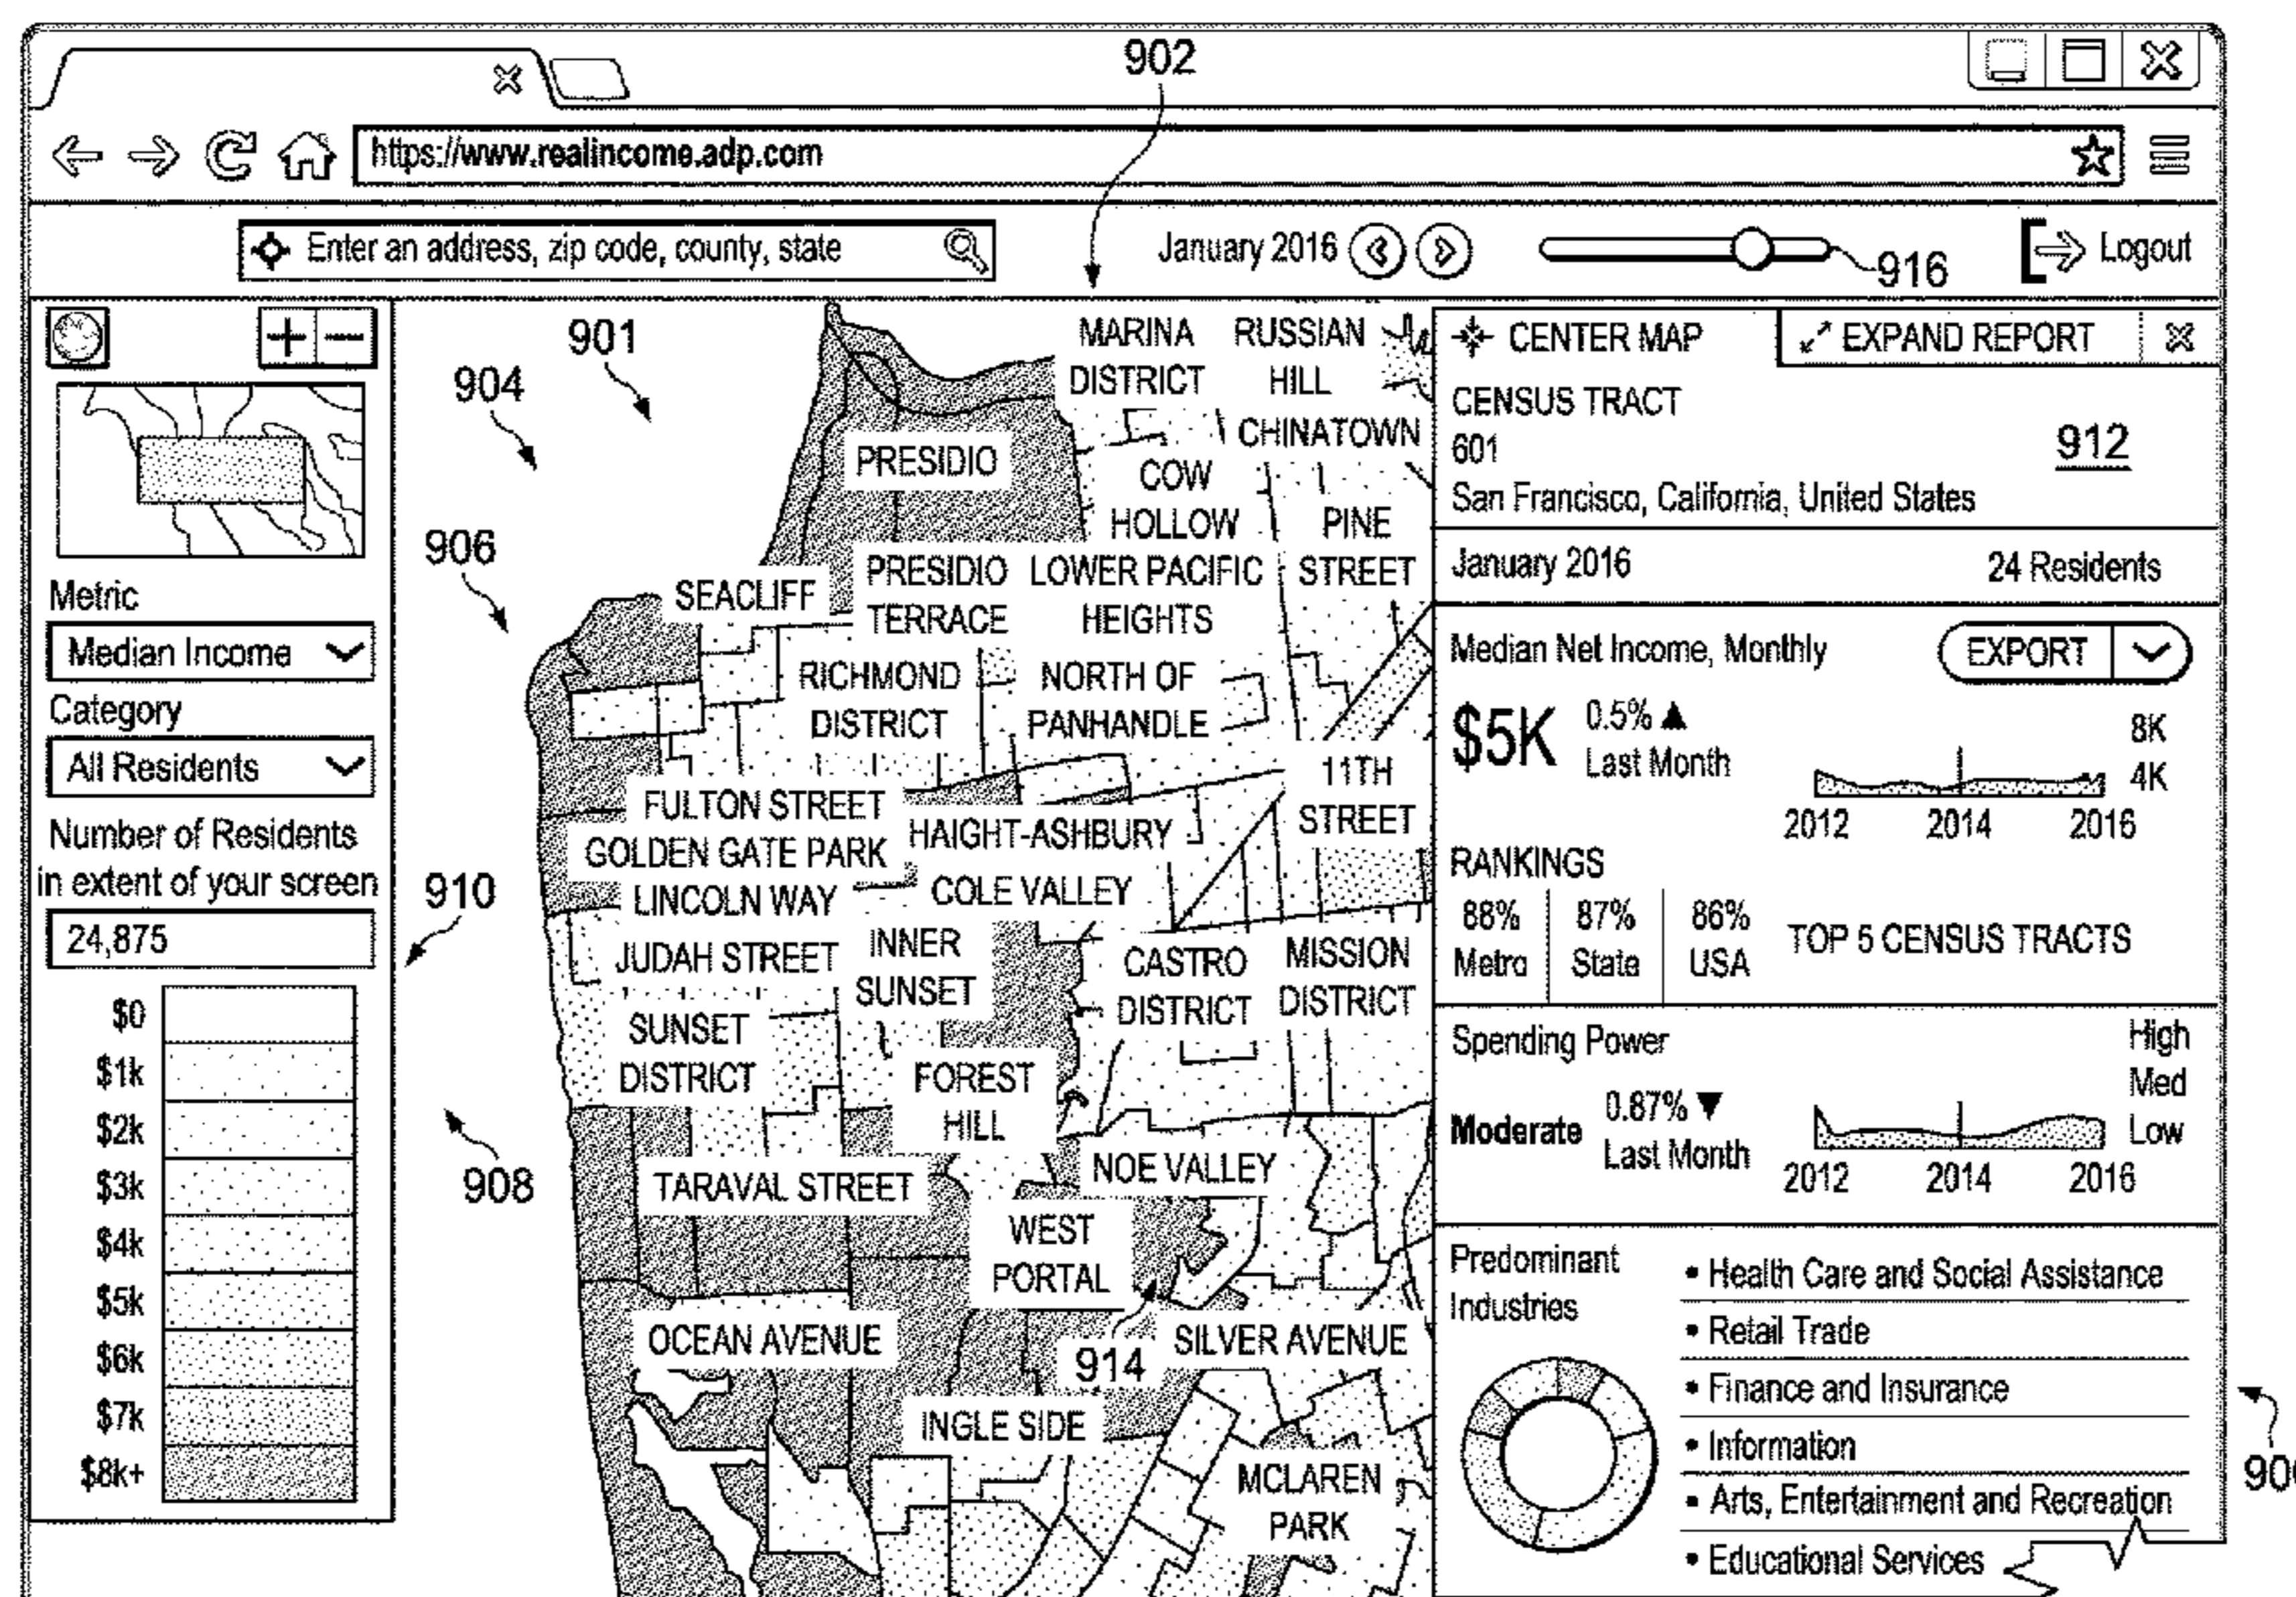 902
https://www.realincome.adp.com
Enter an address, zip code, county, state
January 2016
916
Logout
Metric
Median Income
Category
All Residents
Number of Residents
in extent of your screen
24,875
$0
$1k
$2k
$3k
$4k
$5k
$6k
$7k
$8k+
901
904
906
910
908
MARINA
DISTRICT
RUSSIAN
HILL
CHINATOWN
PRESIDIO
COW
HOLLOW
PINE
STREET
SEACLIFF
PRESIDIO
TERRACE
LOWER PACIFIC
HEIGHTS
RICHMOND
DISTRICT
NORTH OF
PANHANDLE
11TH
STREET
FULTON STREET
GOLDEN GATE PARK
HAIGHT-ASHBURY
LINCOLN WAY
COLE VALLEY
JUDAH STREET
INNER
SUNSET
CASTRO
DISTRICT
MISSION
DISTRICT
SUNSET
DISTRICT
FOREST
HILL
TARAVAL STREET
NOE VALLEY
WEST
PORTAL
OCEAN AVENUE
914
SILVER AVENUE
INGLE SIDE
MCLAREN
PARK
CENTER MAP
EXPAND REPORT
CENSUS TRACT
601
912
San Francisco, California, United States
January 2016
24 Residents
Median Net Income, Monthly
EXPORT
$5K
0.5% ▲
Last Month
8K
4K
2012 2014 2016
RANKINGS
88% 87% 86%
Metro State USA
TOP 5 CENSUS TRACTS
Spending Power
High
Med
Low
Moderate
0.87% ▼
Last Month
2012 2014 2016
Predominant
Industries
• Health Care and Social Assistance
• Retail Trade
• Finance and Insurance
• Information
• Arts, Entertainment and Recreation
• Educational Services